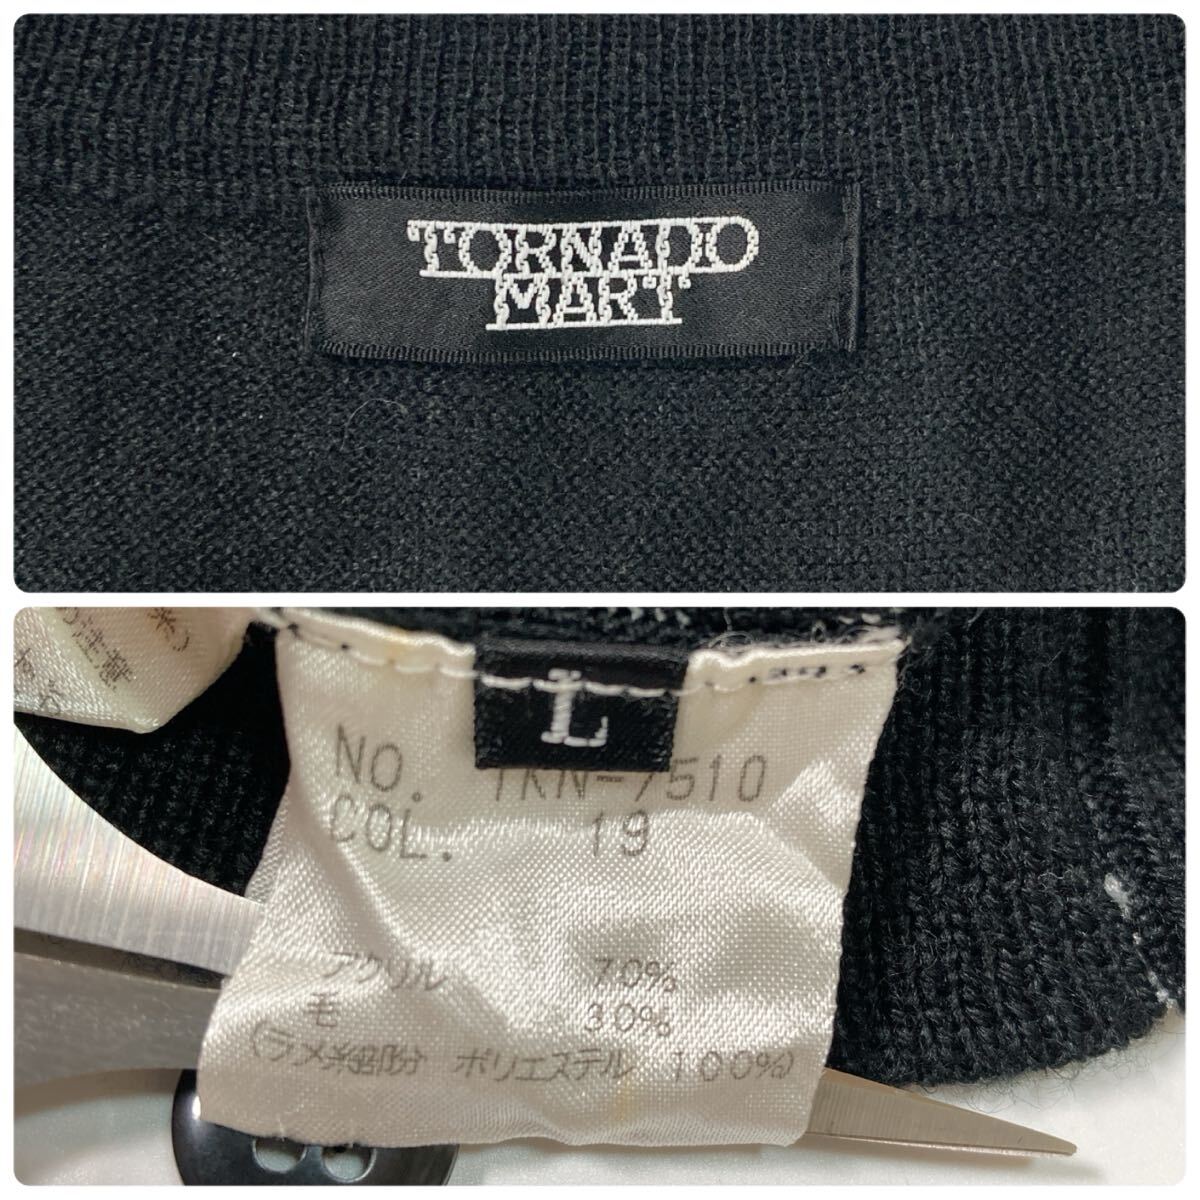 TORNADO
MART
L
NO. TKN-7510
COL. 19
アクリル 70%
毛 30%
(ラメ糸部分 ポリエステル 100%)